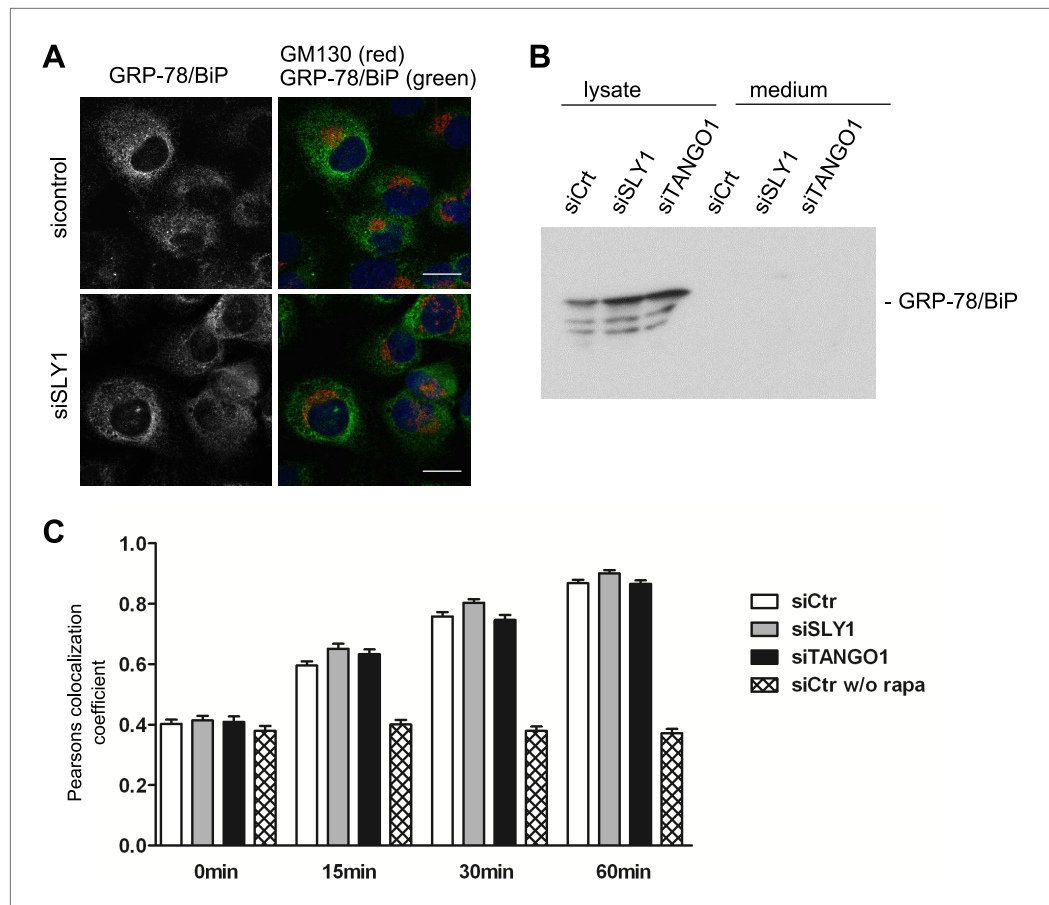 A
GRP-78/BiP
GM130 (red)
GRP-78/BiP (green)
sicontrol
siSLY1
B
lysate
medium
siCrt
siSLY1
siTANGO1
siCrt
siSLY1
siTANGO1
- GRP-78/BiP
C
Pearsons colocalization
coefficient
1.0
0.8
0.6
0.4
0.2
0.0
0min
15min
30min
60min
siCtr
siSLY1
siTANGO1
siCtr w/o rapa